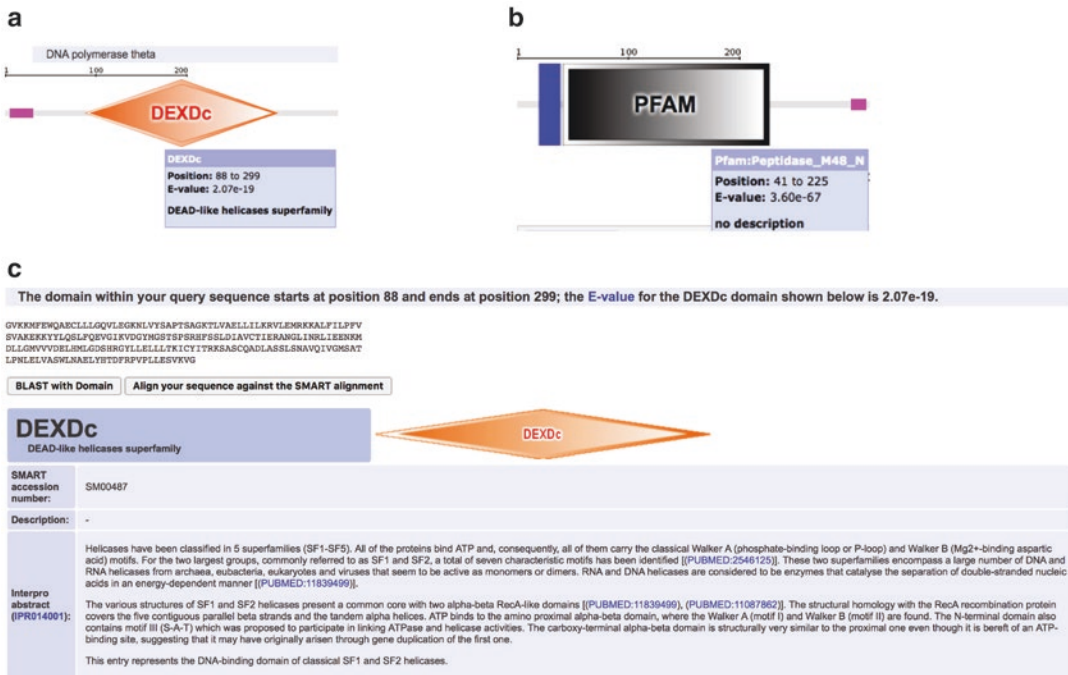 a
DNA polymerase theta
1
100
200
DEXDc
DEXDc
Position: 88 to 299
E-value: 2.07e-19
DEAD-like helicases superfamily
b
1
100
200
PFAM
Pfam:Peptidase_M48_N
Position: 41 to 225
E-value: 3.60e-67
no description
c
The domain within your query sequence starts at position 88 and ends at position 299; the E-value for the DEXDc domain shown below is 2.07e-19.
GVKKMFEWQAECLLLGQVLEGKNLVYSAPTSAGKTLVAELLILKRVLEMRKKALFILPFV
SVAKEKKYYLQSLFQEVGIKVDGYMGSTSPSRHFSSLDIAVCTIERANGLINRLIEENKM
DLLGMVVVDELHMLGDSHRGYLLELLLTKICYITRKSASCQADLASSLSNAVQIVGMSAT
LPNLELVASWLNAELYHTDFRPVPLLESVKVG
BLAST with Domain
Align your sequence against the SMART alignment
DEXDc
DEAD-like helicases superfamily
DEXDc
SMART
accession
number:
SM00487
Description:
-
Interpro
abstract
(IPR014001):
Helicases have been classified in 5 superfamilies (SF1-SF5). All of the proteins bind ATP and, consequently, all of them carry the classical Walker A (phosphate-binding loop or P-loop) and Walker B (Mg2+-binding aspartic
acid) motifs. For the two largest groups, commonly referred to as SF1 and SF2, a total of seven characteristic motifs has been identified [(PUBMED:2546125)]. These two superfamilies encompass a large number of DNA and
RNA helicases from archaea, eubacteria, eukaryotes and viruses that seem to be active as monomers or dimers. RNA and DNA helicases are considered to be enzymes that catalyse the separation of double-stranded nucleic
acids in an energy-dependent manner [(PUBMED:11839499)].
The various structures of SF1 and SF2 helicases present a common core with two alpha-beta RecA-like domains [(PUBMED:11839499), (PUBMED:11087862)]. The structural homology with the RecA recombination protein
covers the five contiguous parallel beta strands and the tandem alpha helices. ATP binds to the amino proximal alpha-beta domain, where the Walker A (motif I) and Walker B (motif II) are found. The N-terminal domain also
contains motif III (S-A-T) which was proposed to participate in linking ATPase and helicase activities. The carboxy-terminal alpha-beta domain is structurally very similar to the proximal one even though it is bereft of an ATP-
binding site, suggesting that it may have originally arisen through gene duplication of the first one.
This entry represents the DNA-binding domain of classical SF1 and SF2 helicases.